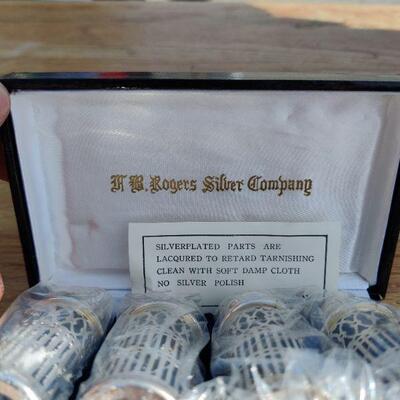 F. B. Rogers Silver Company
SILVERPLATED PARTS ARE
LACQURED TO RETARD TARNISHING
CLEAN WITH SOFT DAMP CLOTH
NO SILVER POLISH